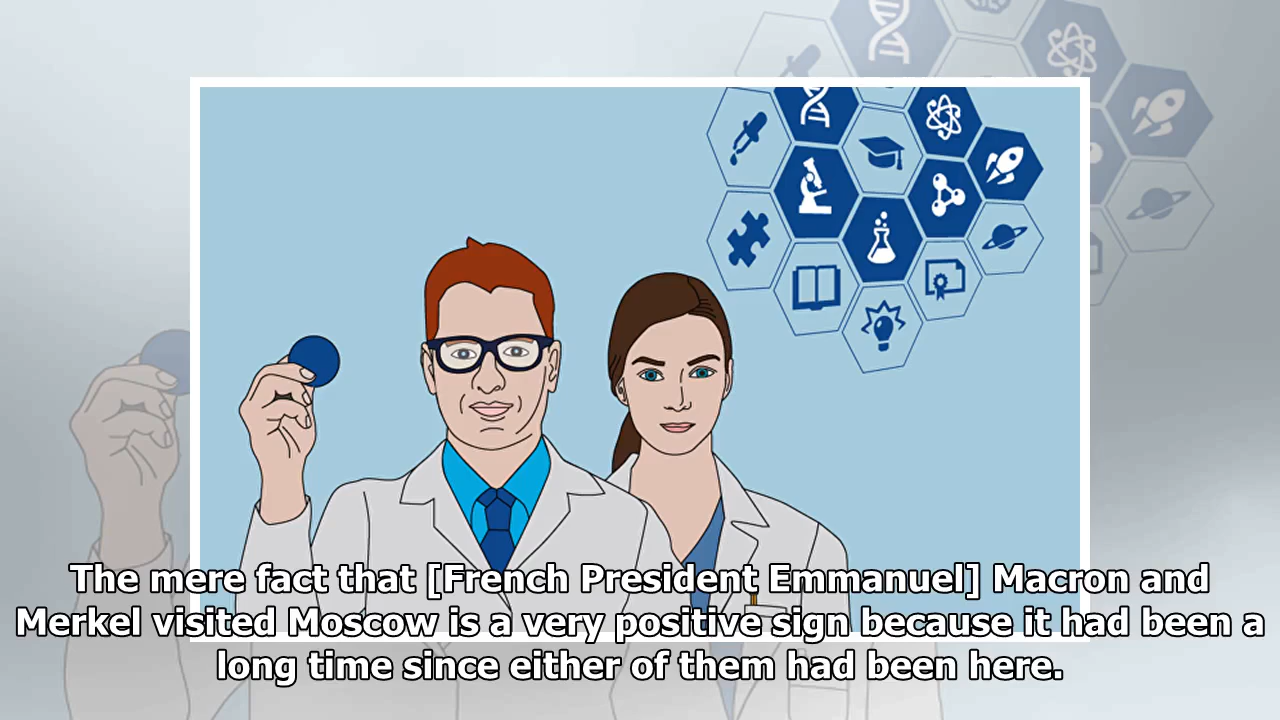 The mere fact that [French President Emmanuel] Macron and
Merkel visited Moscow is a very positive sign because it had been a
long time since either of them had been here.